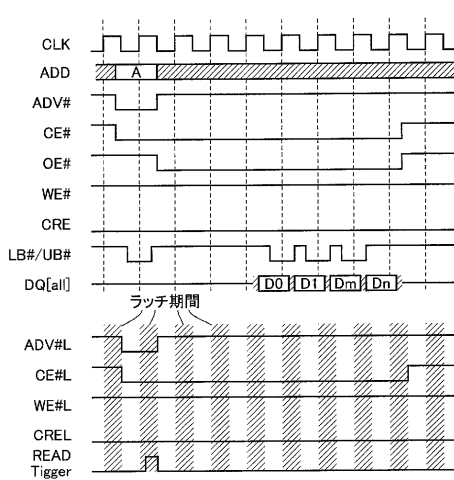 CLK
ADD
A
ADV#
CE#
OE#
WE#
CRE
LB#/UB#
DQ[all]
D0 D1 Dm Dn
ラッチ期間
ADV#L
CE#L
WE#L
CREL
READ
Tigger